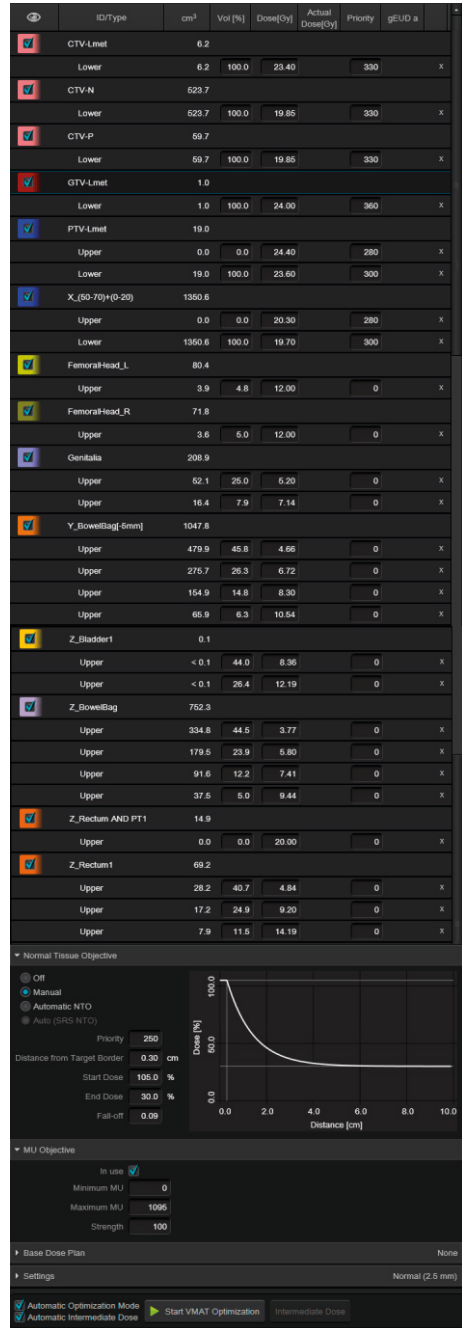 ID/Type cm³ Vol [%] Dose[Gy] Actual Dose[Gy] Priority gEUD a
CTV-Lmet 6.2
Lower 6.2 100.0 23.40 330 X
CTV-N 523.7
Lower 523.7 100.0 19.85 330 X
CTV-P 59.7
Lower 59.7 100.0 19.85 330 X
GTV-Lmet 1.0
Lower 1.0 100.0 24.00 360 X
PTV-Lmet 19.0
Upper 0.0 0.0 24.40 280 X
Lower 19.0 100.0 23.60 300 X
X_(50-70)+(0-20) 1350.6
Upper 0.0 0.0 20.30 280 X
Lower 1350.6 100.0 19.70 300 X
FemoralHead_L 80.4
Upper 3.9 4.8 12.00 0 X
FemoralHead_R 71.8
Upper 3.6 5.0 12.00 0 X
Genitalia 208.9
Upper 52.1 25.0 5.20 0 X
Upper 16.4 7.9 7.14 0 X
Y_BowelBag[-5mm] 1047.8
Upper 479.9 45.8 4.66 0 X
Upper 275.7 26.3 6.72 0 X
Upper 154.9 14.8 8.30 0 X
Upper 65.9 6.3 10.54 0 X
Z_Bladder1 0.1
Upper < 0.1 44.0 8.36 0 X
Upper < 0.1 26.4 12.19 0 X
Z_BowelBag 752.3
Upper 334.8 44.5 3.77 0 X
Upper 179.5 23.9 5.80 0 X
Upper 91.6 12.2 7.41 0 X
Upper 37.5 5.0 9.44 0 X
Z_Rectum AND PT1 14.9
Upper 0.0 0.0 20.00 0 X
Z_Rectum1 69.2
Upper 28.2 40.7 4.84 0 X
Upper 17.2 24.9 9.20 0 X
Upper 7.9 11.5 14.19 0 X
Normal Tissue Objective
Off
Manual
Automatic NTO
Auto (SRS NTO)
Priority 250
Distance from Target Border 0.30 cm
Start Dose 105.0 %
End Dose 30.0 %
Fall-off 0.09
Dose [%]
100.0
50.0
0.0
0.0 2.0 4.0 6.0 8.0 10.0
Distance [cm]
MU Objective
In use
Minimum MU 0
Maximum MU 1095
Strength 100
Base Dose Plan None
Settings Normal (2.5 mm)
Automatic Optimization Mode
Automatic Intermediate Dose
Start VMAT Optimization
Intermediate Dose